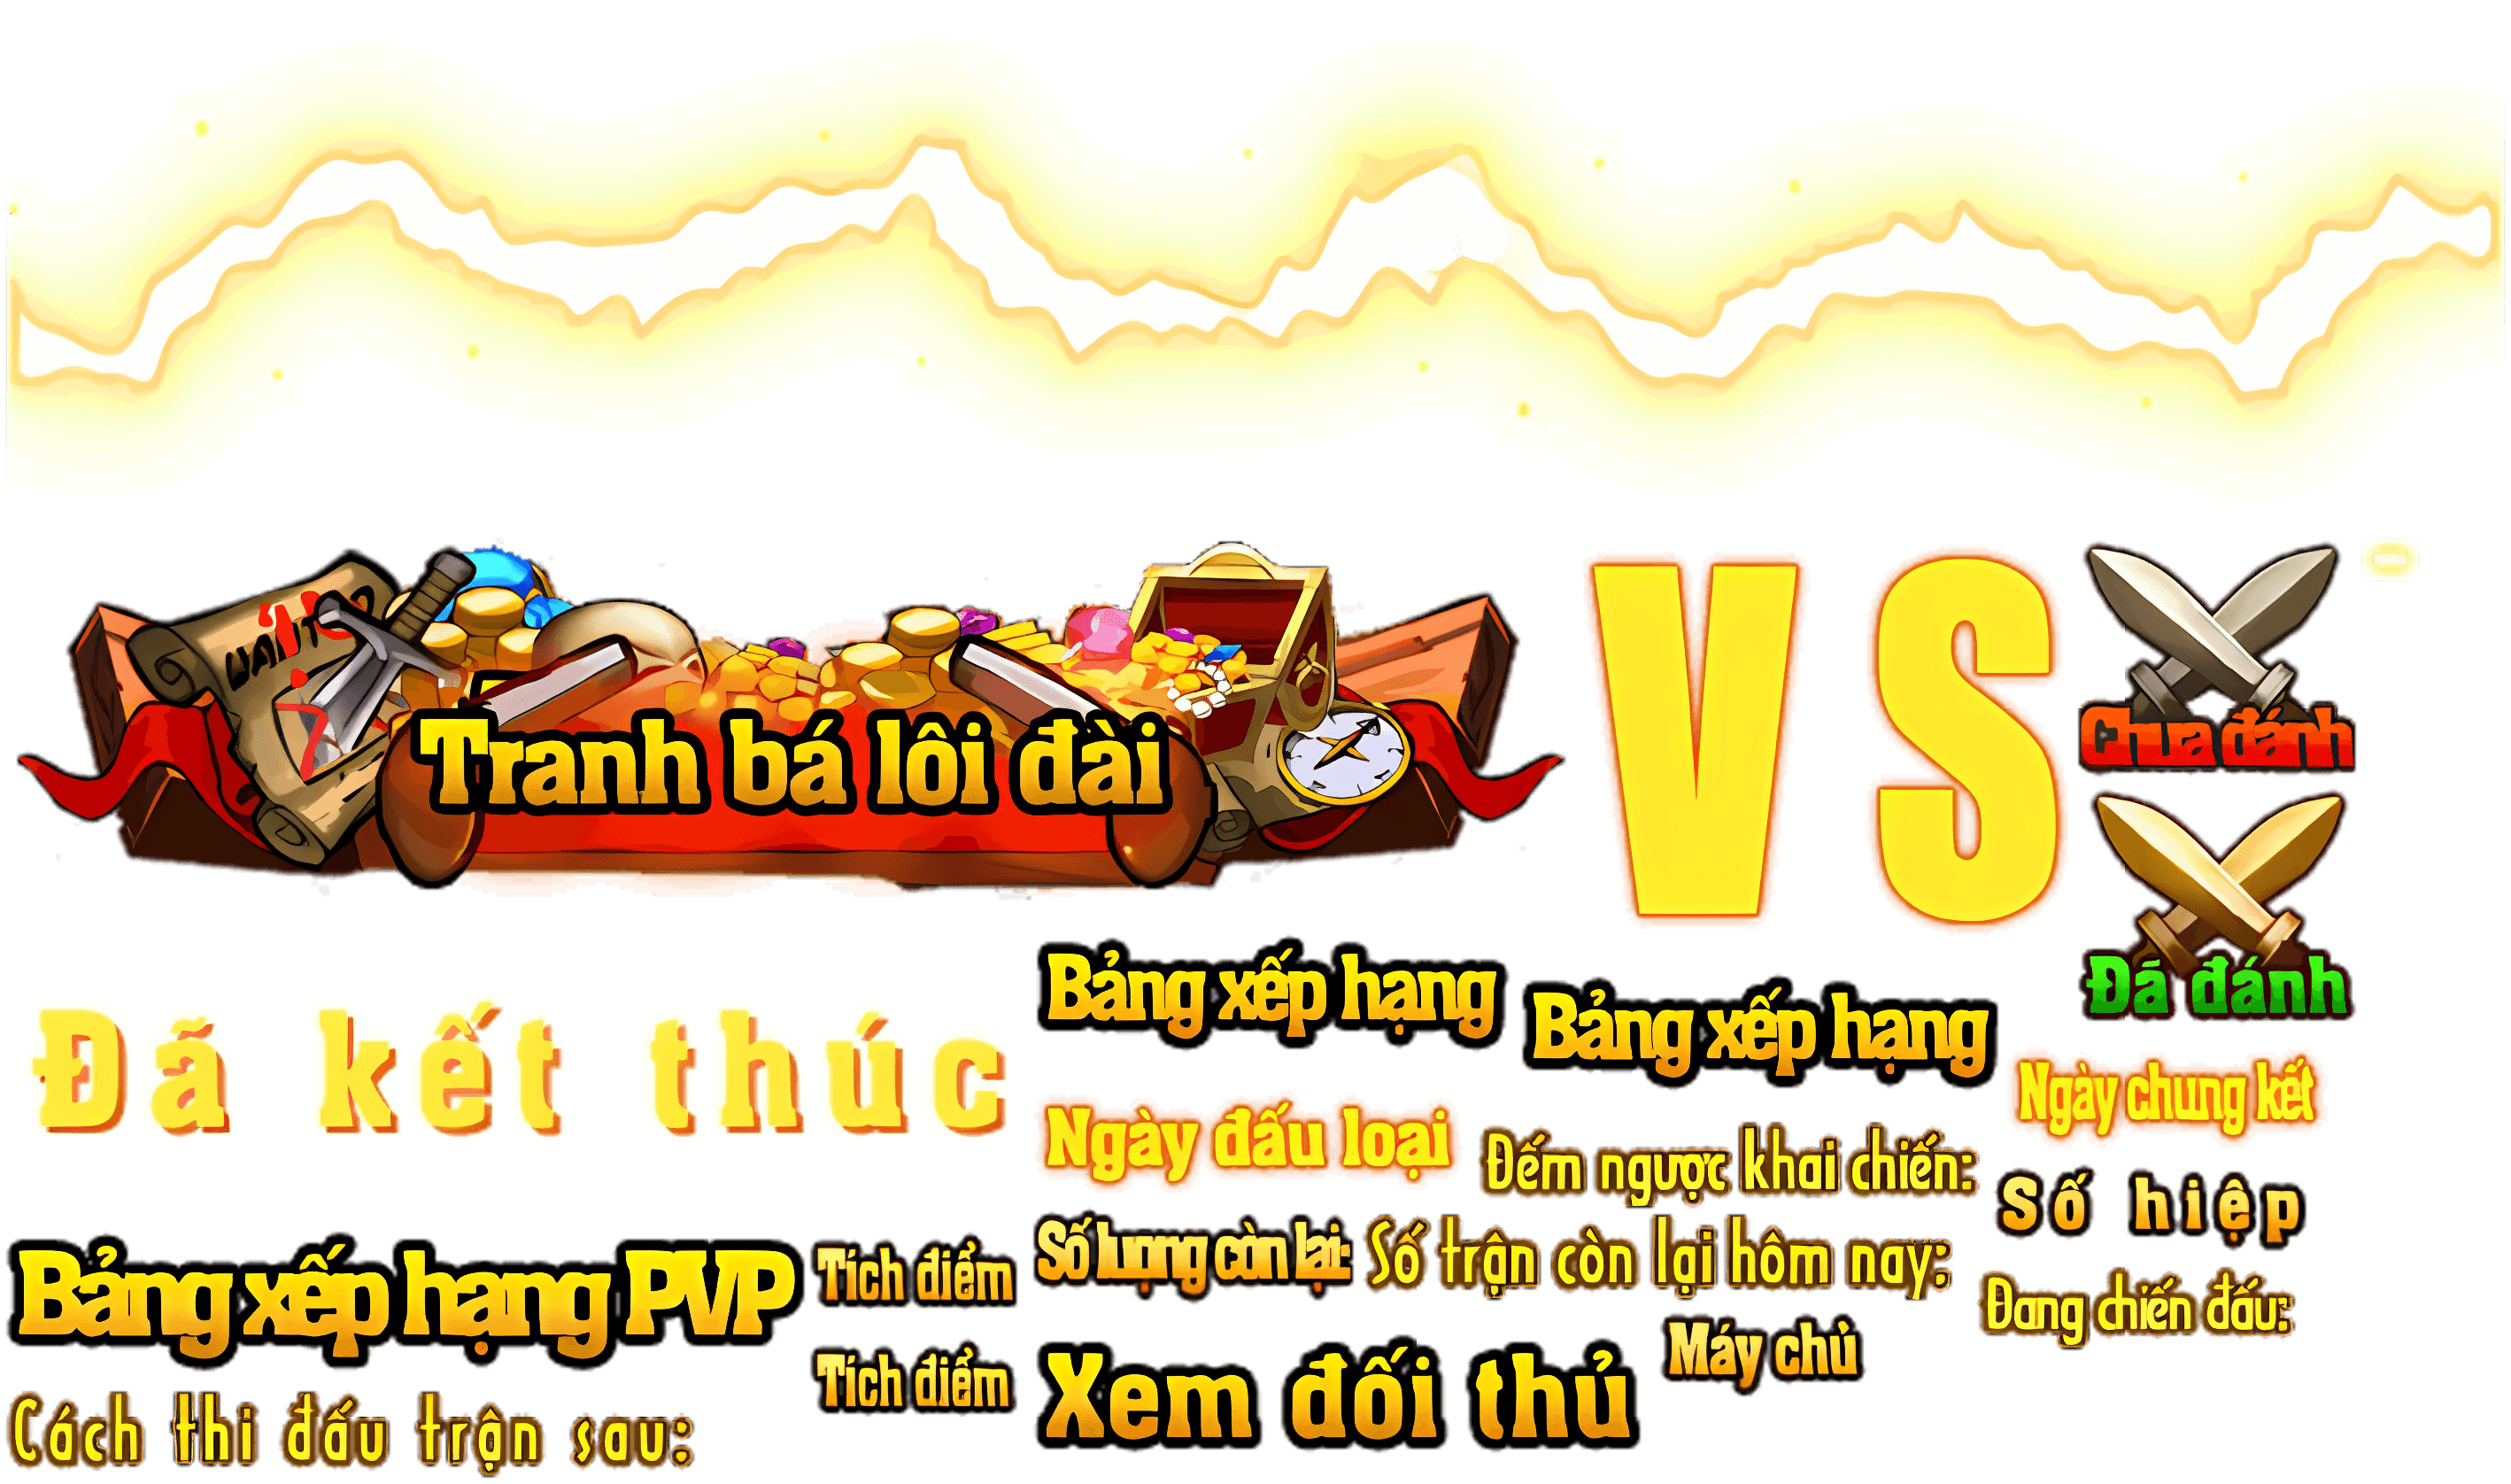 Tranh bá lôi đài
VS
Chưa đánh
Đã đánh
Bảng xếp hạng
Bảng xếp hạng
Đã kết thúc
Ngày chung kết
Ngày đấu loại
Đếm ngược khai chiến:
Số hiệp
Bảng xếp hạng PVP
Tích điểm
Số lượng còn lại:
Số trận còn lại hôm nay:
Đang chiến đấu:
Máy chủ
Tích điểm
Xem đối thủ
Cách thi đấu trận sau: